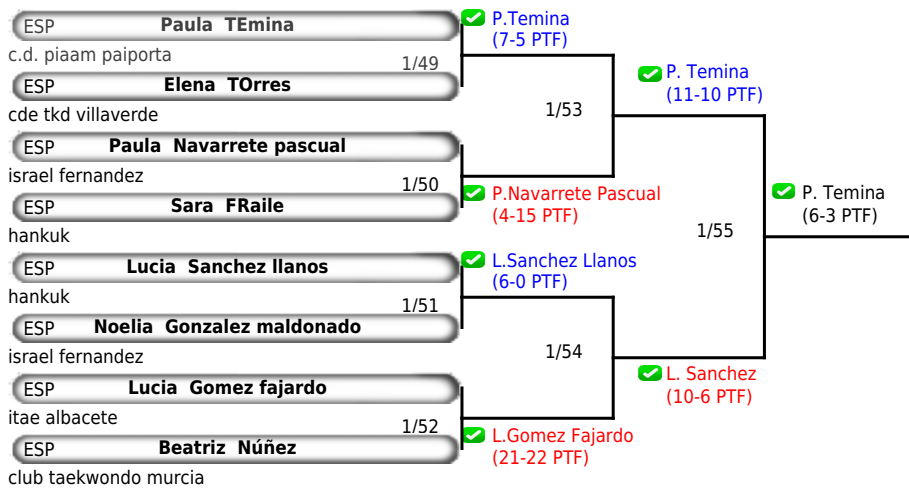 ESP Paula TEmina
c.d. piaam paiporta
1/49
ESP Elena TOrres
cde tkd villaverde
ESP Paula Navarrete pascual
israel fernandez
1/50
ESP Sara FRaile
hankuk
ESP Lucia Sanchez llanos
hankuk
1/51
ESP Noelia Gonzalez maldonado
israel fernandez
ESP Lucia Gomez fajardo
itae albacete
1/52
ESP Beatriz Núñez
club taekwondo murcia
P.Temina
(7-5 PTF)
1/53
P.Navarrete Pascual
(4-15 PTF)
L.Sanchez Llanos
(6-0 PTF)
1/54
L.Gomez Fajardo
(21-22 PTF)
P. Temina
(11-10 PTF)
1/55
L. Sanchez
(10-6 PTF)
P. Temina
(6-3 PTF)